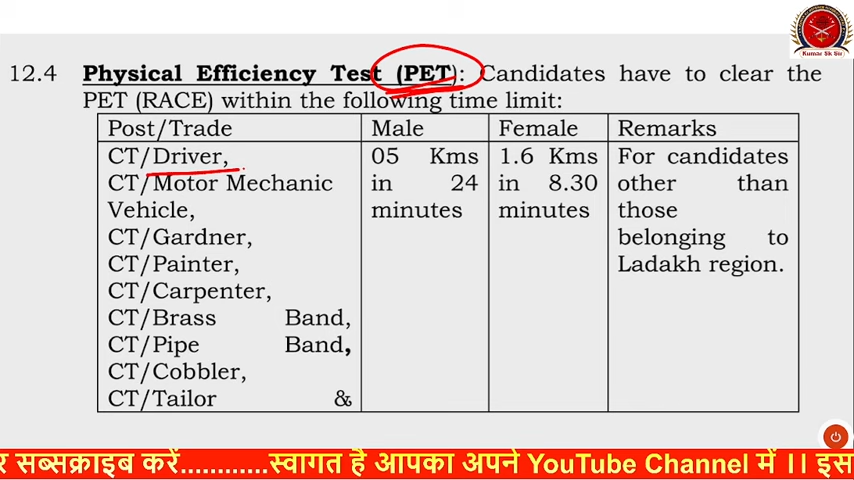 Kumar Sk Sir
12.4 Physical Efficiency Test (PET): Candidates have to clear the
PET (RACE) within the following time limit:
Post/Trade Male Female Remarks
CT/Driver, 05 Kms 1.6 Kms For candidates
CT/Motor Mechanic in 24 in 8.30 other than
Vehicle, minutes minutes those
CT/Gardner, belonging to
CT/Painter, Ladakh region.
CT/Carpenter,
CT/Brass Band,
CT/Pipe Band,
CT/Cobbler,
CT/Tailor &
र सब्सक्राइब करें............स्वागत है आपका अपने YouTube Channel में ।। इस